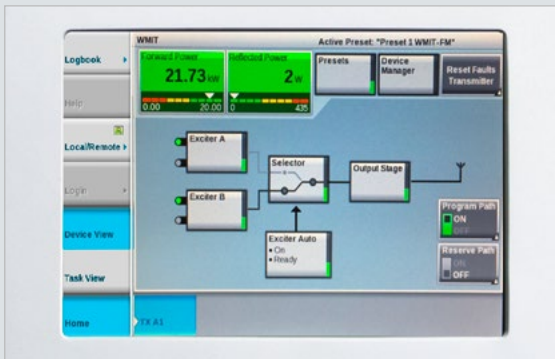 WMIT
Active Preset: "Preset 1 WMIT-FM"
Logbook
Help
Local/Remote
Logic
Device View
Task View
Home
Forward Power
21.73 kW
0.00 20.00
Reflected Power
2 W
0 435
Presets
Device
Manager
Reset Faults
Transmitter
Exciter A
Exciter B
Selector
Output Stage
Exciter Auto
• On
• Ready
Program Path
ON
OFF
Reserve Path
ON
OFF
TX A1